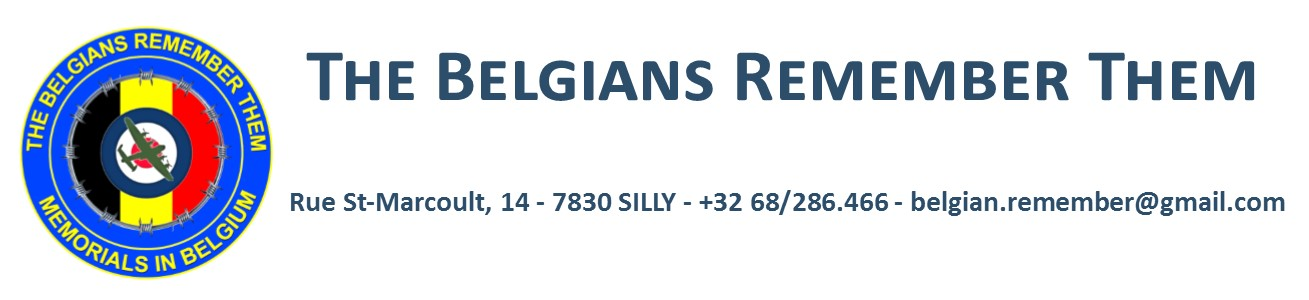 THE BELGIANS REMEMBER THEM
MEMORIALS IN BELGIUM
THE BELGIANS REMEMBER THEM
Rue St-Marcoult, 14 - 7830 SILLY - +32 68/286.466 - belgian.remember@gmail.com